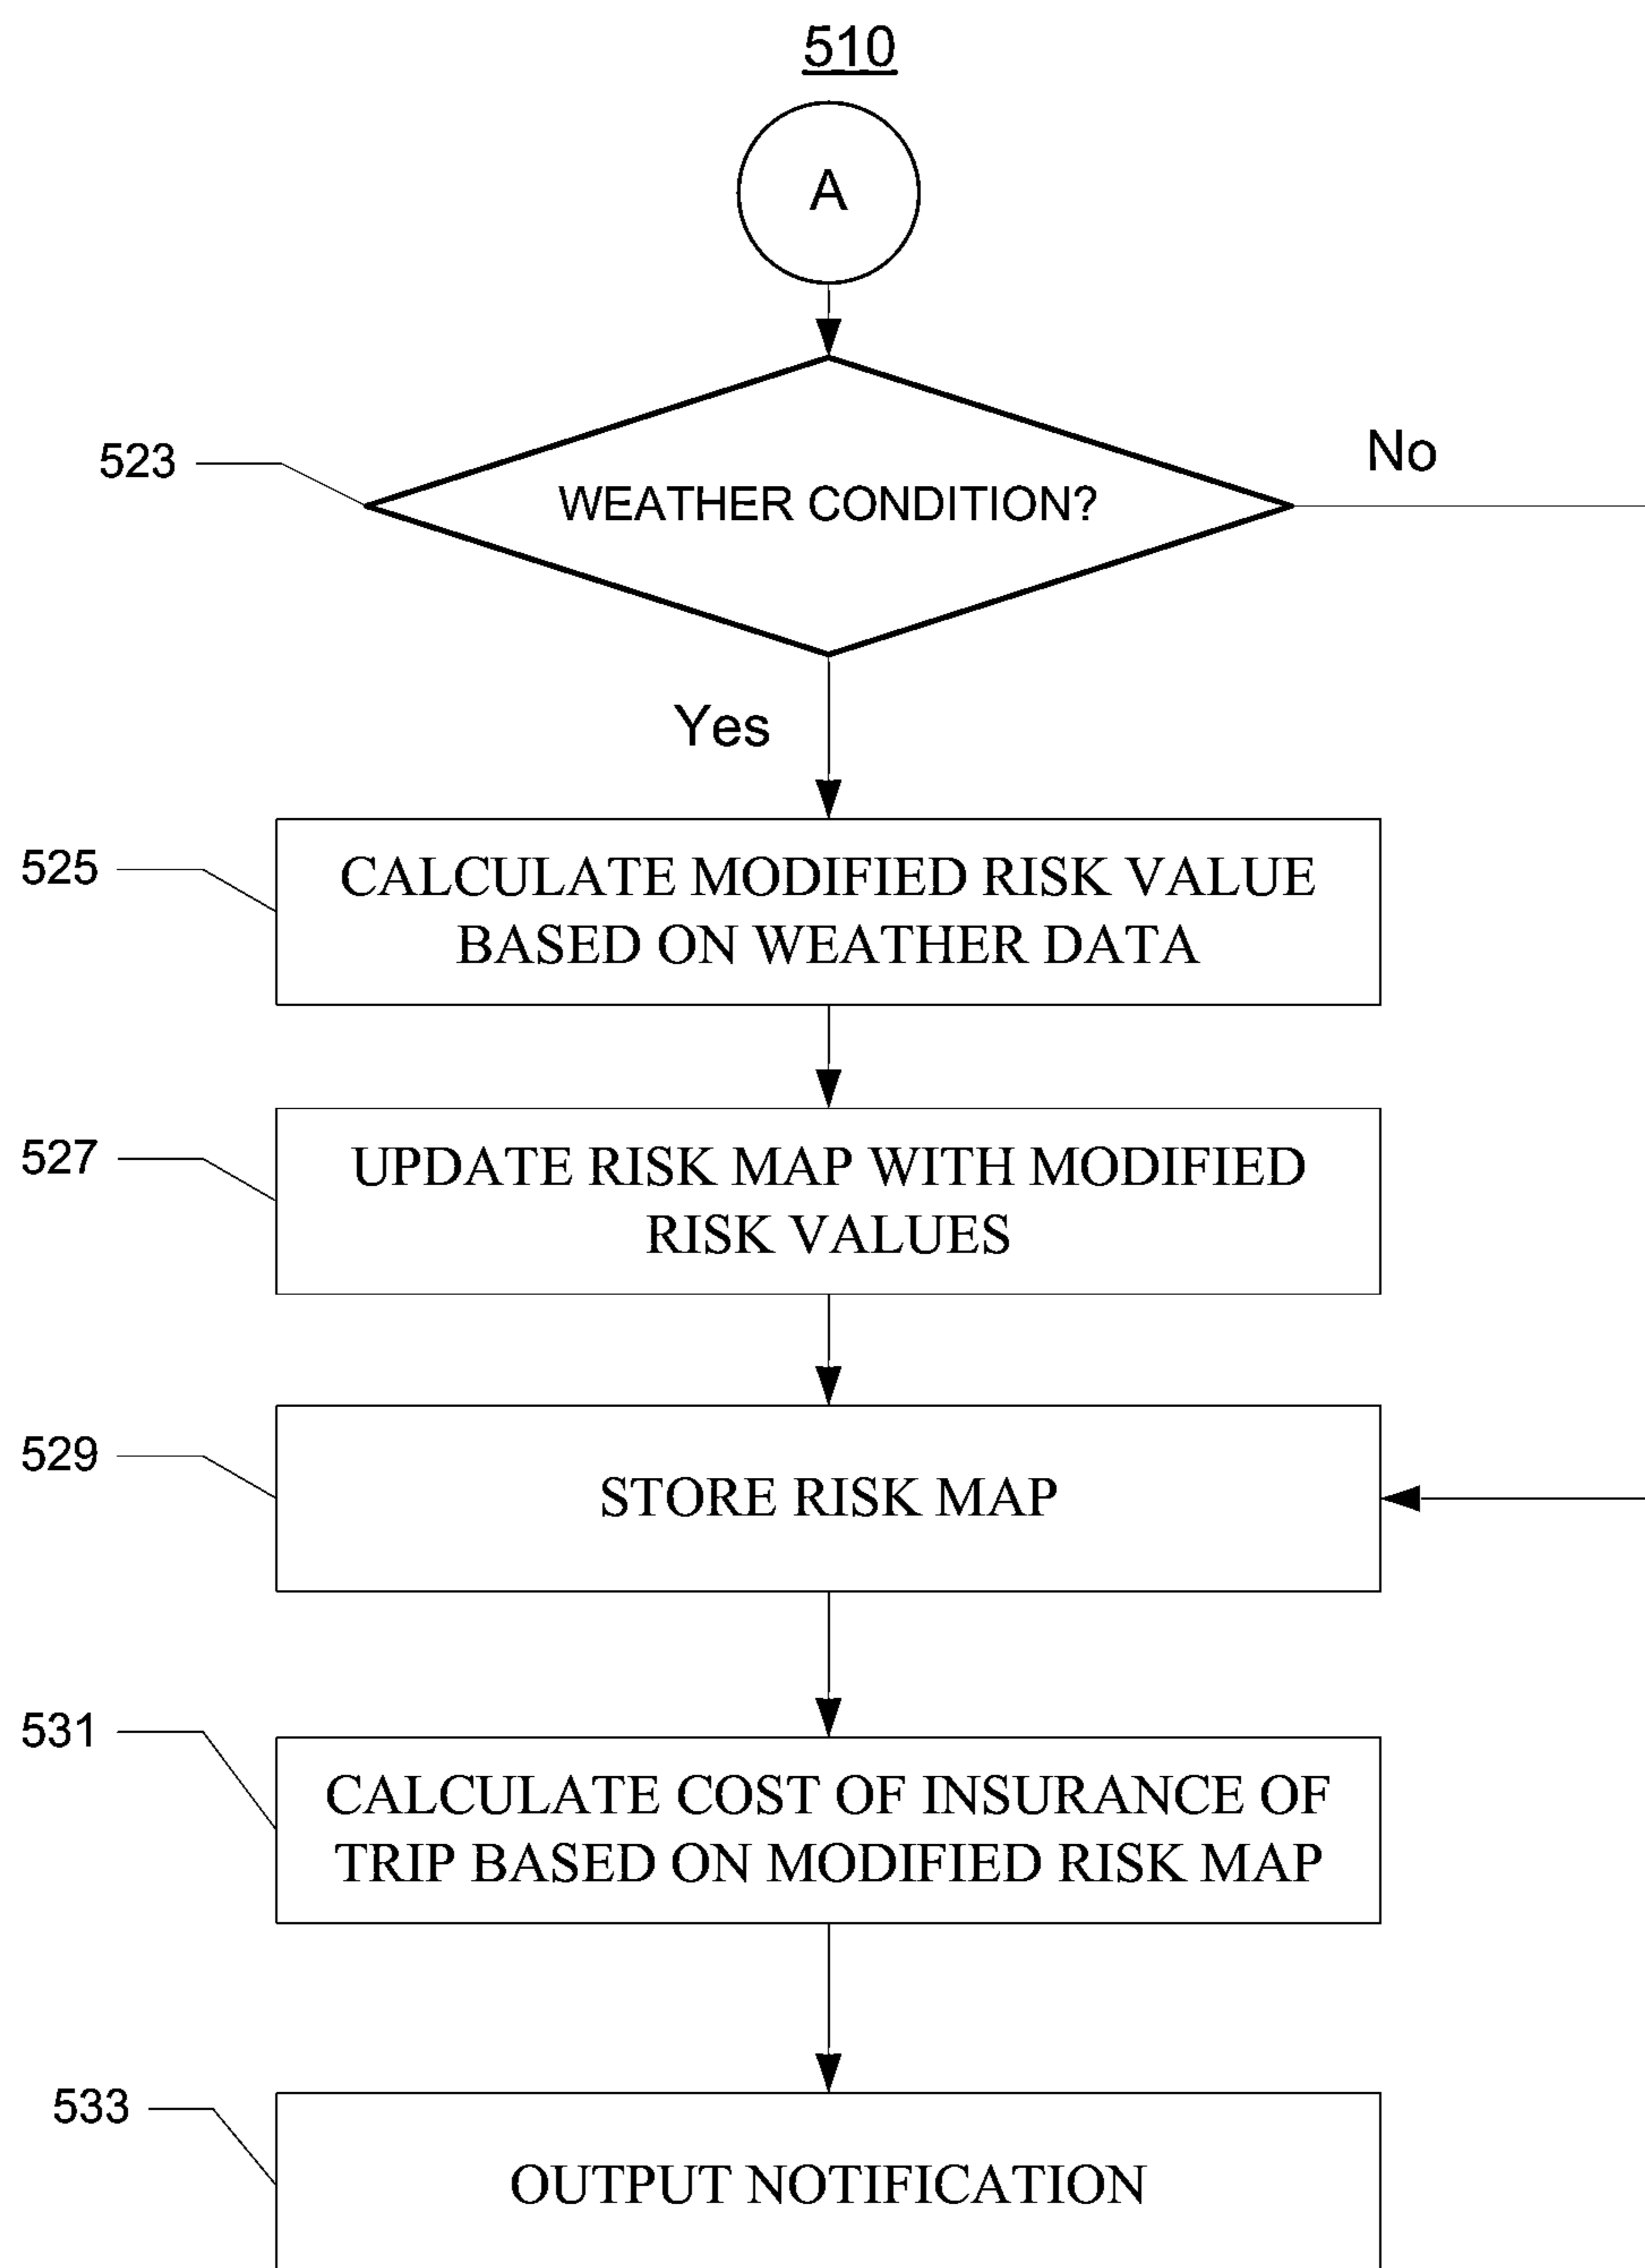 510
A
523
WEATHER CONDITION?
No
Yes
525
CALCULATE MODIFIED RISK VALUE
BASED ON WEATHER DATA
527
UPDATE RISK MAP WITH MODIFIED
RISK VALUES
529
STORE RISK MAP
531
CALCULATE COST OF INSURANCE OF
TRIP BASED ON MODIFIED RISK MAP
533
OUTPUT NOTIFICATION